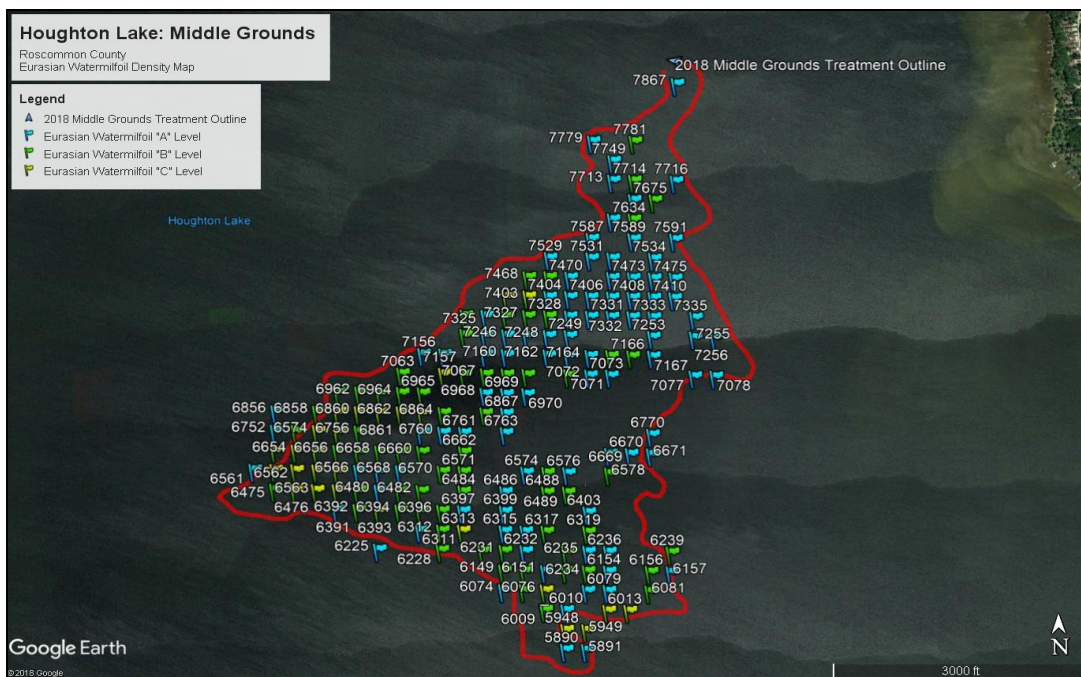 Houghton Lake: Middle Grounds
Roscommon County
Eurasian Watermilfoil Density Map
Legend
2018 Middle Grounds Treatment Outline
Eurasian Watermilfoil "A" Level
Eurasian Watermilfoil "B" Level
Eurasian Watermilfoil "C" Level
Houghton Lake
2018 Middle Grounds Treatment Outline
7867
7779 7781
7749
7713 7714 7716
7675
7634
7587 7589 7591
7529 7531 7534
7468 7470 7473 7475
7403 7404 7406 7408 7410
7325 7327 7328 7331 7333 7335
7246 7248 7249 7332 7253 7255
7156 7157 7160 7162 7164 7166 7256
7063 7067 7072 7073 7167
6962 6964 6965 6968 6969 7071 7077 7078
6856 6858 6860 6862 6864 6867 6970
6752 6574 6756 6861 6760 6761 6763 6770
6654 6656 6658 6660 6662 6670 6671
6561 6562 6566 6568 6570 6571 6574 6576 6669 6578
6475 6563 6480 6482 6484 6486 6488
6476 6392 6394 6396 6397 6399 6489 6403
6391 6393 6312 6313 6315 6317 6319
6225 6311 6231 6232 6235 6236 6239
6228 6149 6151 6234 6154 6156 6157
6074 6076 6079 6081
6009 6010 6013
5948 5949
5890 5891
Google Earth
©2018 Google
N
3000 ft